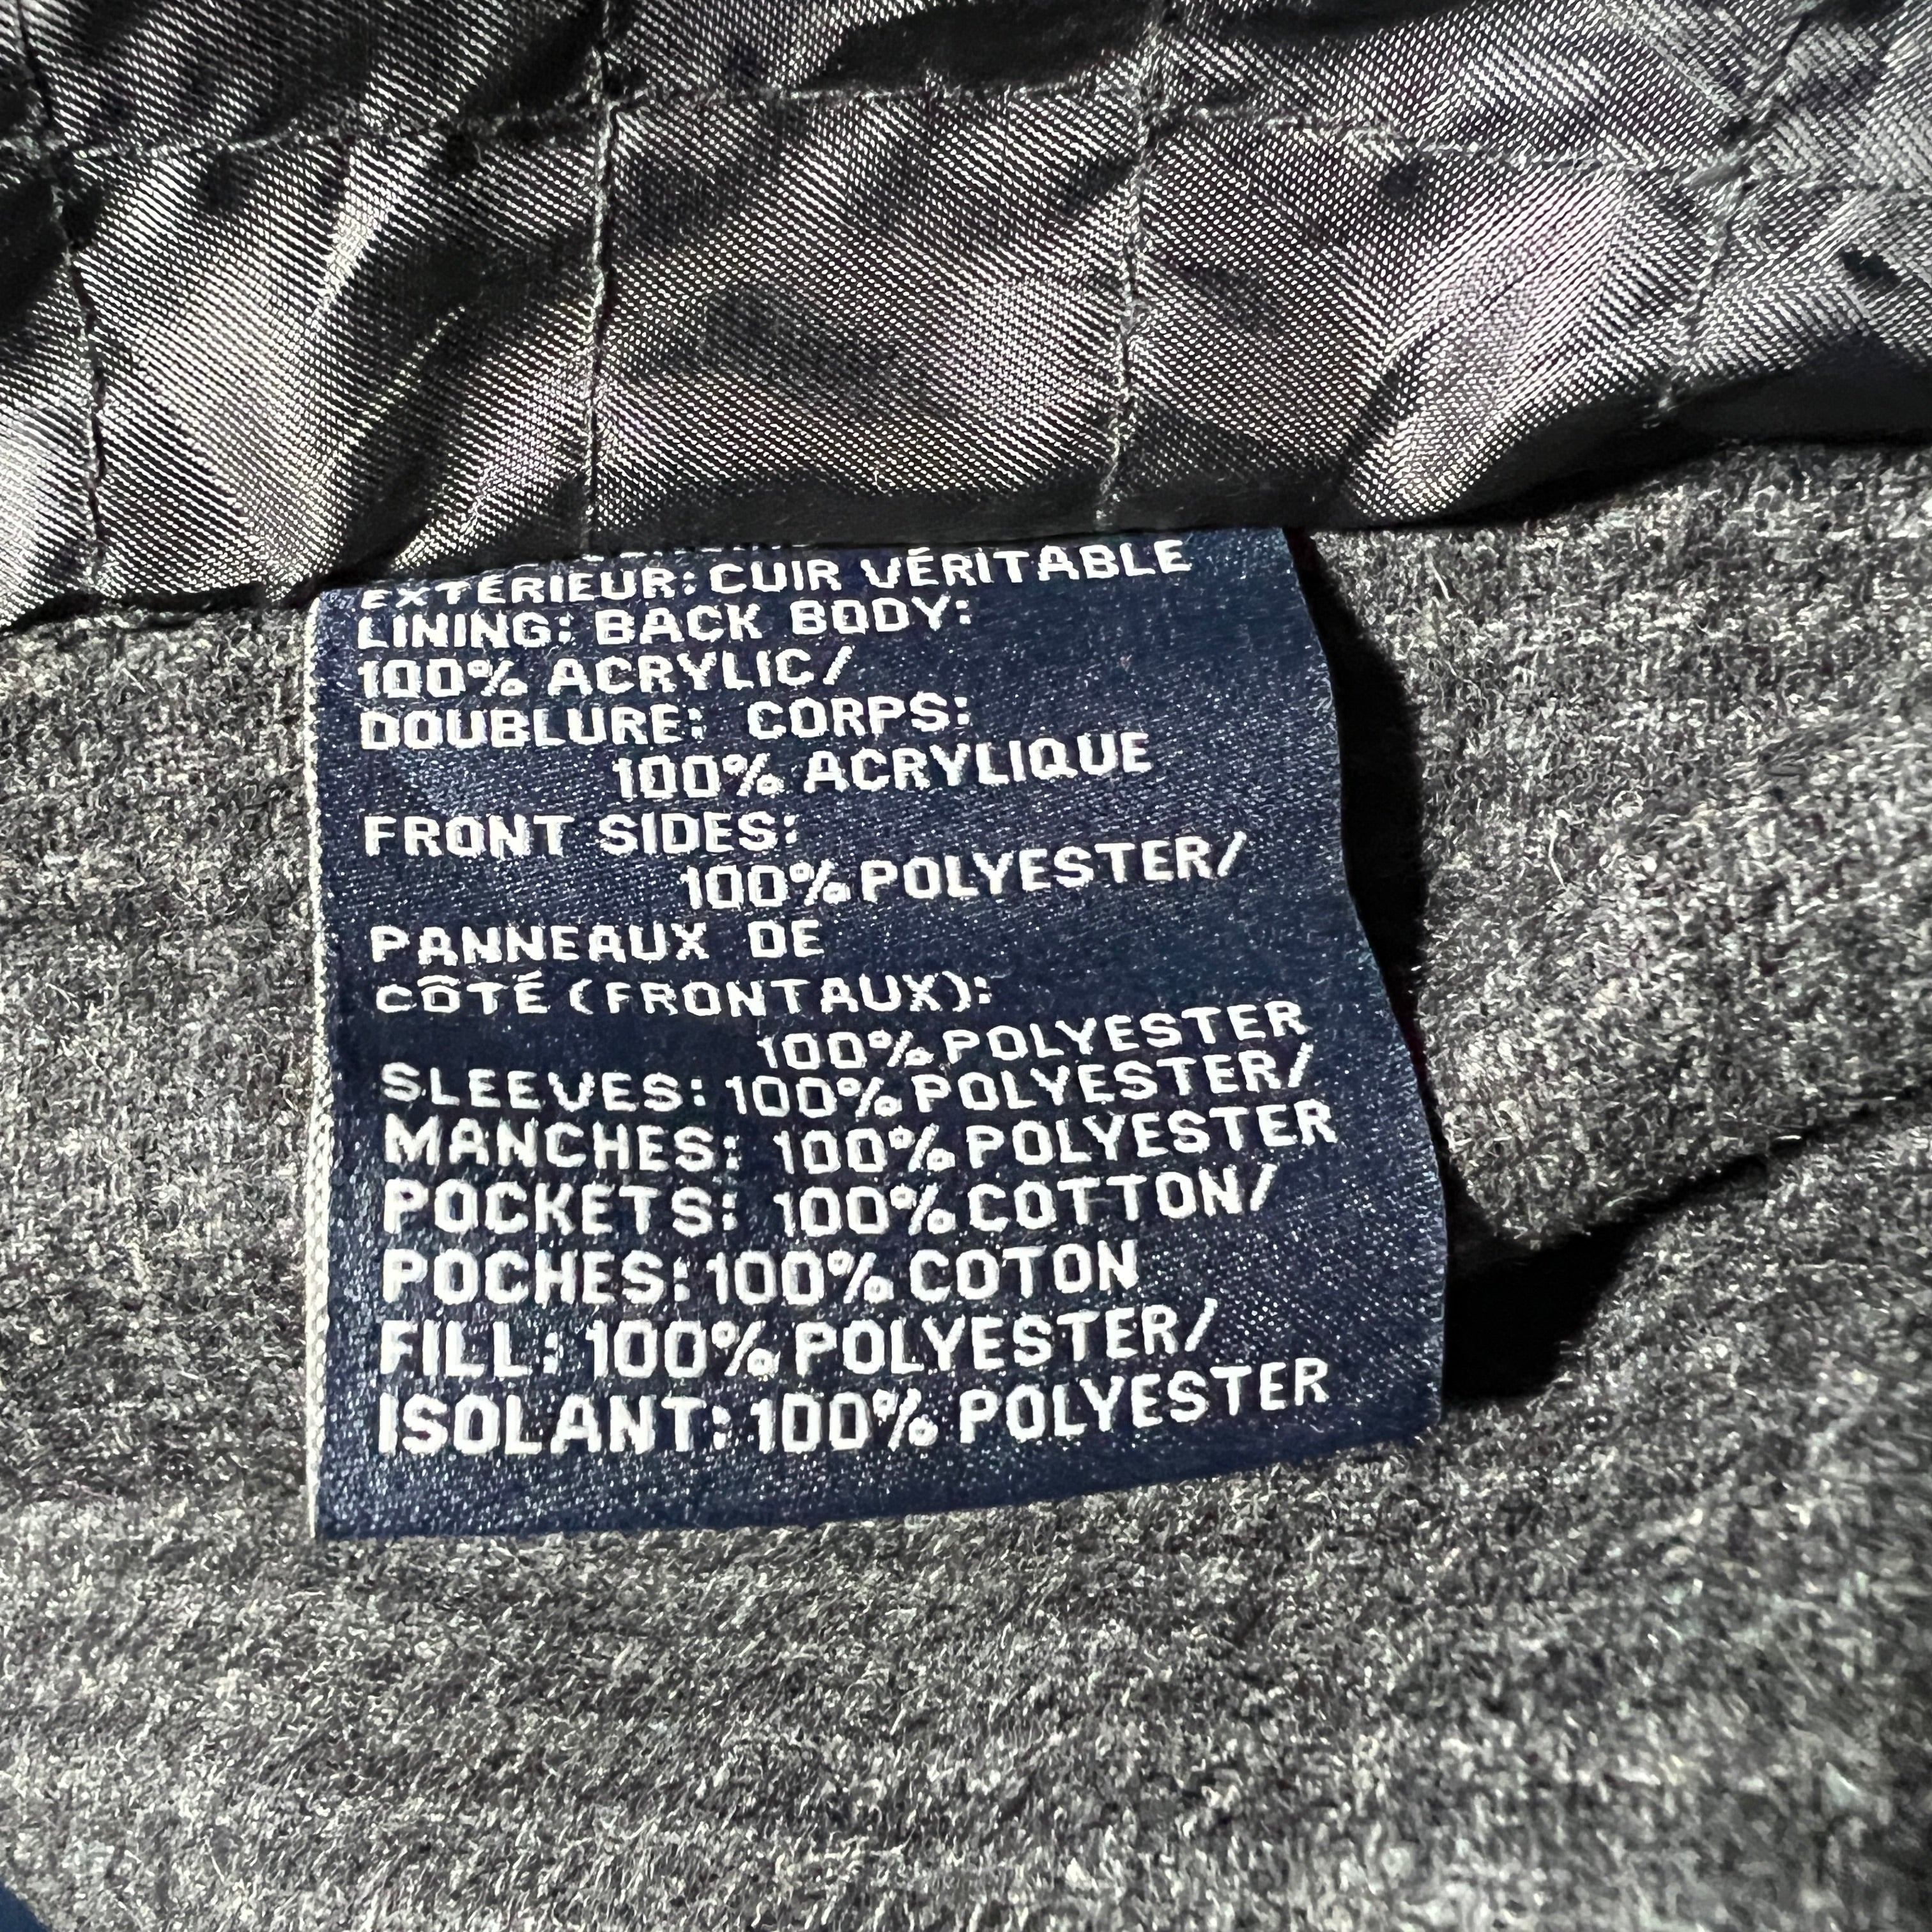 EXTÉRIEUR: CUIR VÉRITABLE
LINING: BACK BODY:
100% ACRYLIC/
DOUBLURE: CORPS:
100% ACRYLIQUE
FRONT SIDES:
100% POLYESTER/
PANNEAUX DE
CÔTÉ (FRONTAUX):
100% POLYESTER
SLEEVES: 100% POLYESTER/
MANCHES: 100% POLYESTER
POCKETS: 100% COTTON/
POCHES: 100% COTON
FILL: 100% POLYESTER/
ISOLANT: 100% POLYESTER